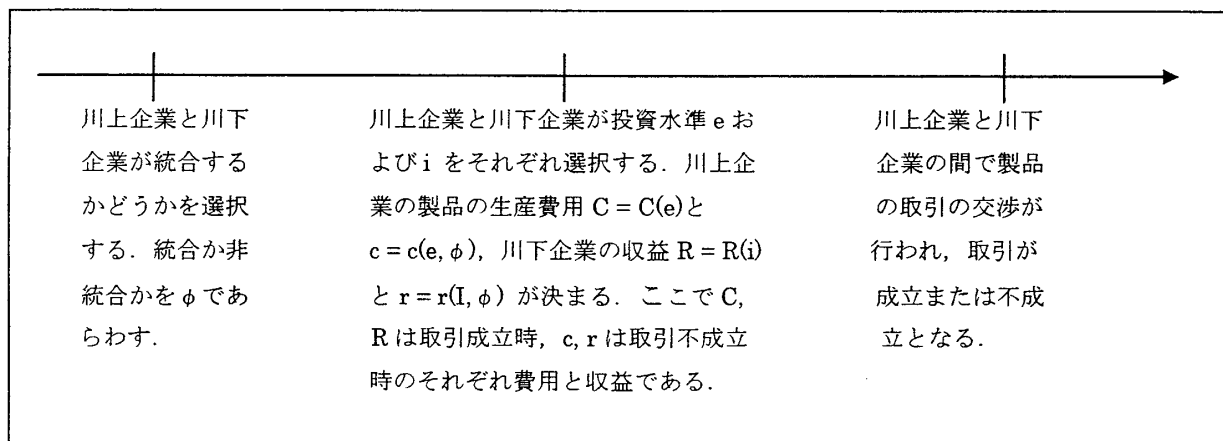 川上企業と川下
企業が統合する
かどうかを選択
する．統合か非
統合かをφであ
らわす．
川上企業と川下企業が投資水準 e お
よび i をそれぞれ選択する．川上企
業の製品の生産費用 C = C(e)と
c = c(e, φ)，川下企業の収益 R = R(i)
と r = r(I, φ) が決まる．ここで C,
R は取引成立時，c, r は取引不成立
時のそれぞれ費用と収益である．
川上企業と川下
企業の間で製品
の取引の交渉が
行われ，取引が
成立または不成
立となる．